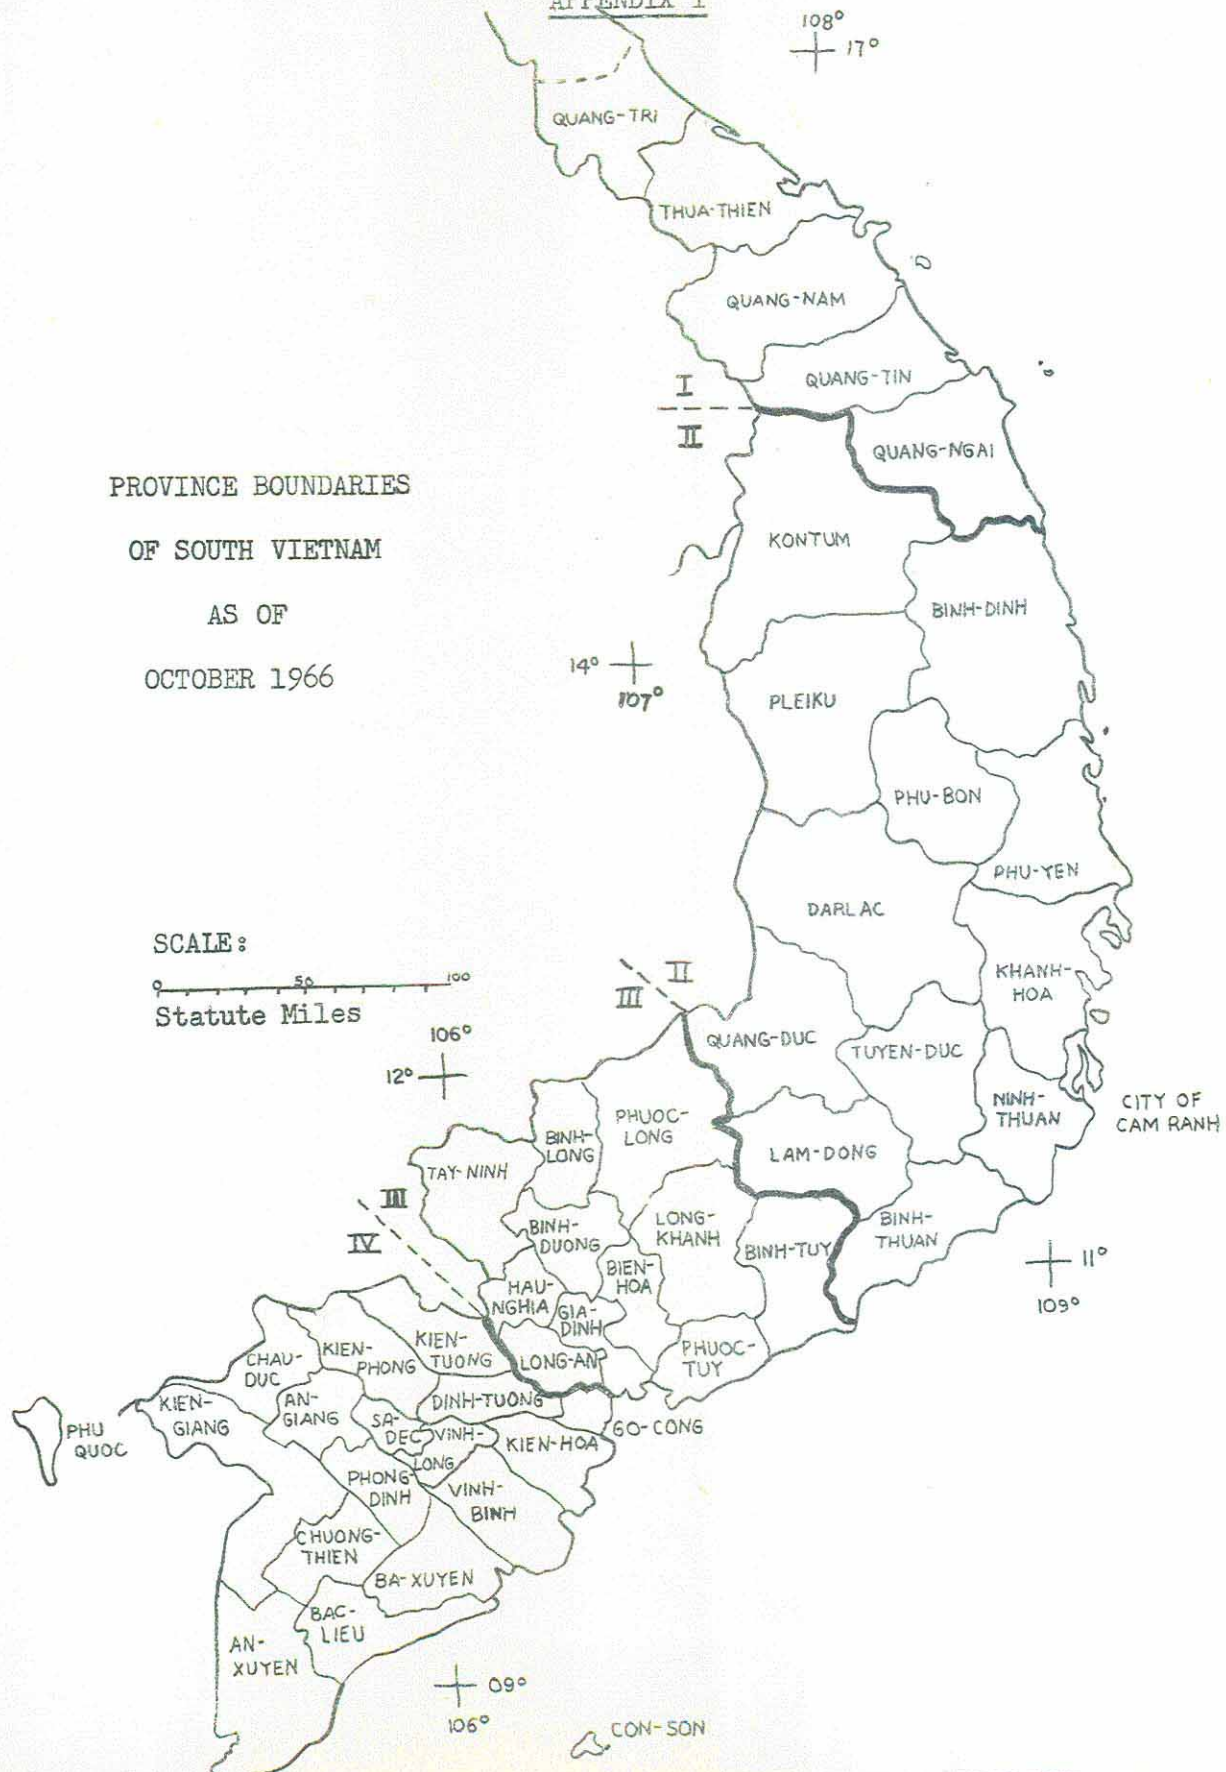 APPENDIX I
108°
17°
QUANG-TRI
THUA-THIEN
QUANG-NAM
QUANG-TIN
I
II
QUANG-NGAI
PROVINCE BOUNDARIES
OF SOUTH VIETNAM
AS OF
OCTOBER 1966
KONTUM
BINH-DINH
14°
107°
PLEIKU
PHU-BON
PHU-YEN
DARLAC
SCALE:
0 50 100
Statute Miles
II
III
KHANH-
HOA
106°
12°
QUANG-DUC
TUYEN-DUC
NINH-
THUAN
CITY OF
CAM RANH
PHUOC-
LONG
BINH-
LONG
LAM-DONG
TAY-NINH
III
IV
BINH-
DUONG
LONG-
KHANH
BINH-TUY
BINH-
THUAN
11°
109°
BIEN-
HOA
HAU-
NGHIA
GIA-
DINH
PHUOC-
TUY
LONG-AN
KIEN-
TUONG
KIEN-
PHONG
CHAU-
DUC
KIEN-
GIANG
AN-
GIANG
DINH-TUONG
SA-
DEC
VINH-
LONG
GO-CONG
KIEN-HOA
PHU
QUOC
PHONG-
DINH
VINH-
BINH
CHUONG-
THIEN
BA-XUYEN
BAC-
LIEU
AN-
XUYEN
09°
106°
CON-SON